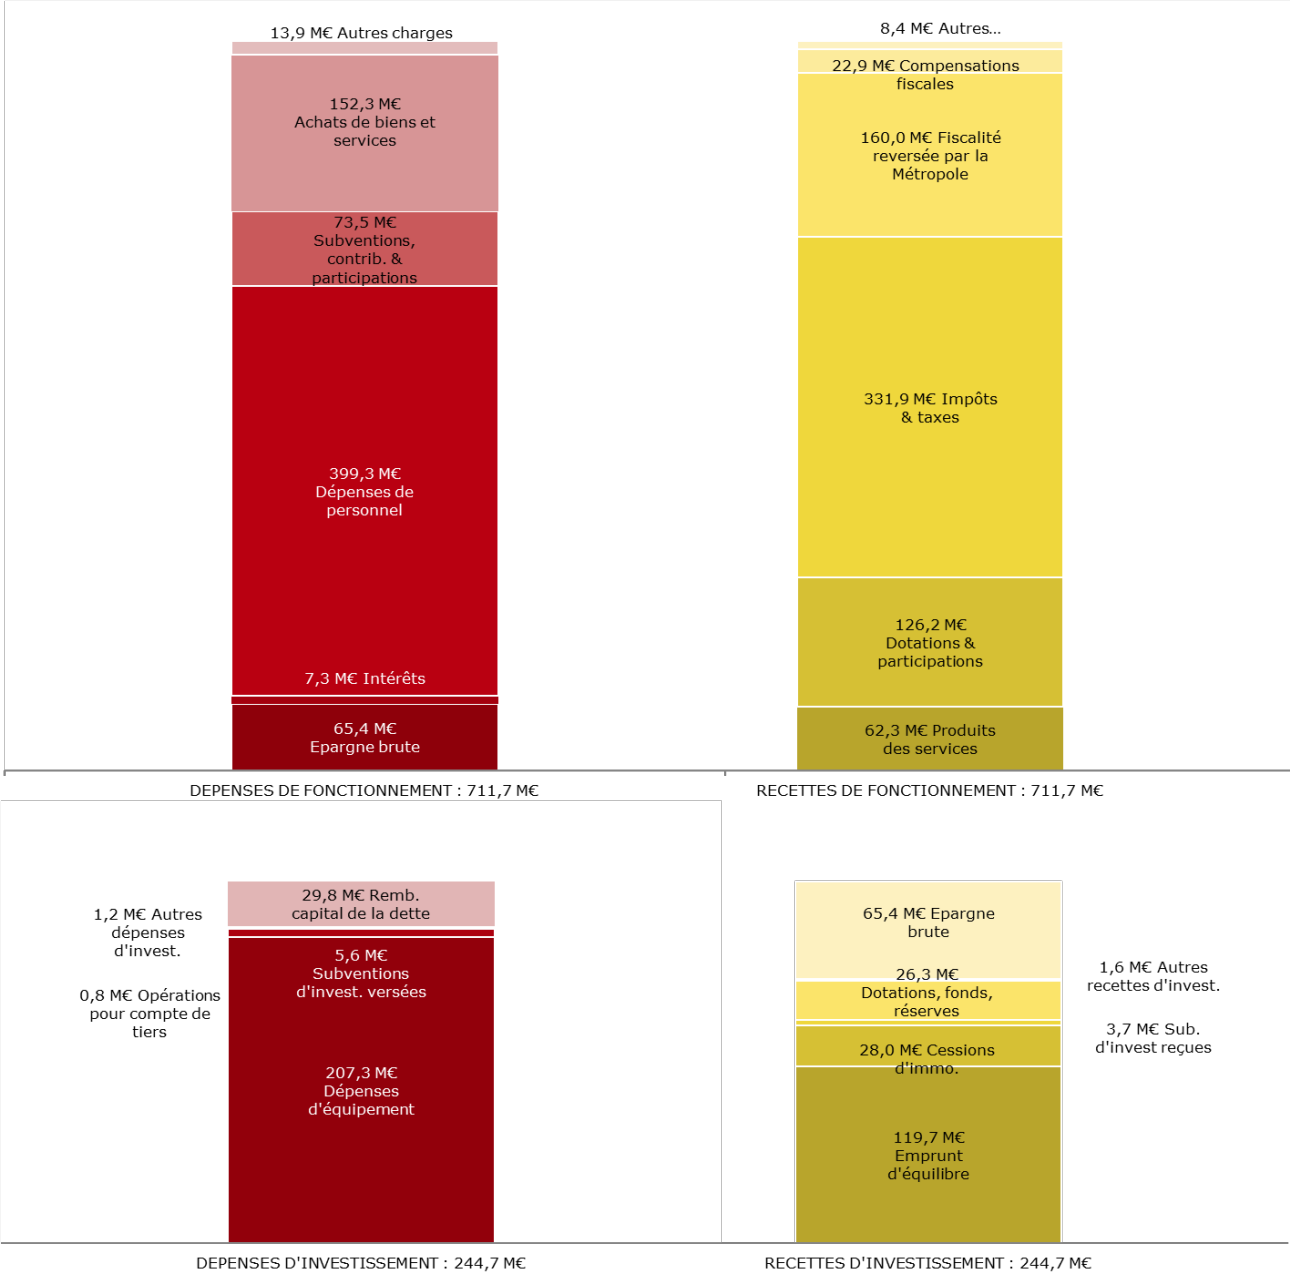 13,9 M€ Autres charges
152,3 M€
Achats de biens et
services
73,5 M€
Subventions,
contrib. &
participations
399,3 M€
Dépenses de
personnel
7,3 M€ Intérêts
65,4 M€
Epargne brute
DEPENSES DE FONCTIONNEMENT : 711,7 M€
8,4 M€ Autres...
22,9 M€ Compensations
fiscales
160,0 M€ Fiscalité
reversée par la
Métropole
331,9 M€ Impôts
& taxes
126,2 M€
Dotations &
participations
62,3 M€ Produits
des services
RECETTES DE FONCTIONNEMENT : 711,7 M€
29,8 M€ Remb.
capital de la dette
1,2 M€ Autres
dépenses
d'invest.
0,8 M€ Opérations
pour compte de
tiers
5,6 M€
Subventions
d'invest. versées
207,3 M€
Dépenses
d'équipement
DEPENSES D'INVESTISSEMENT : 244,7 M€
65,4 M€ Epargne
brute
26,3 M€
Dotations, fonds,
réserves
1,6 M€ Autres
recettes d'invest.
3,7 M€ Sub.
d'invest reçues
28,0 M€ Cessions
d'immo.
119,7 M€
Emprunt
d'équilibre
RECETTES D'INVESTISSEMENT : 244,7 M€